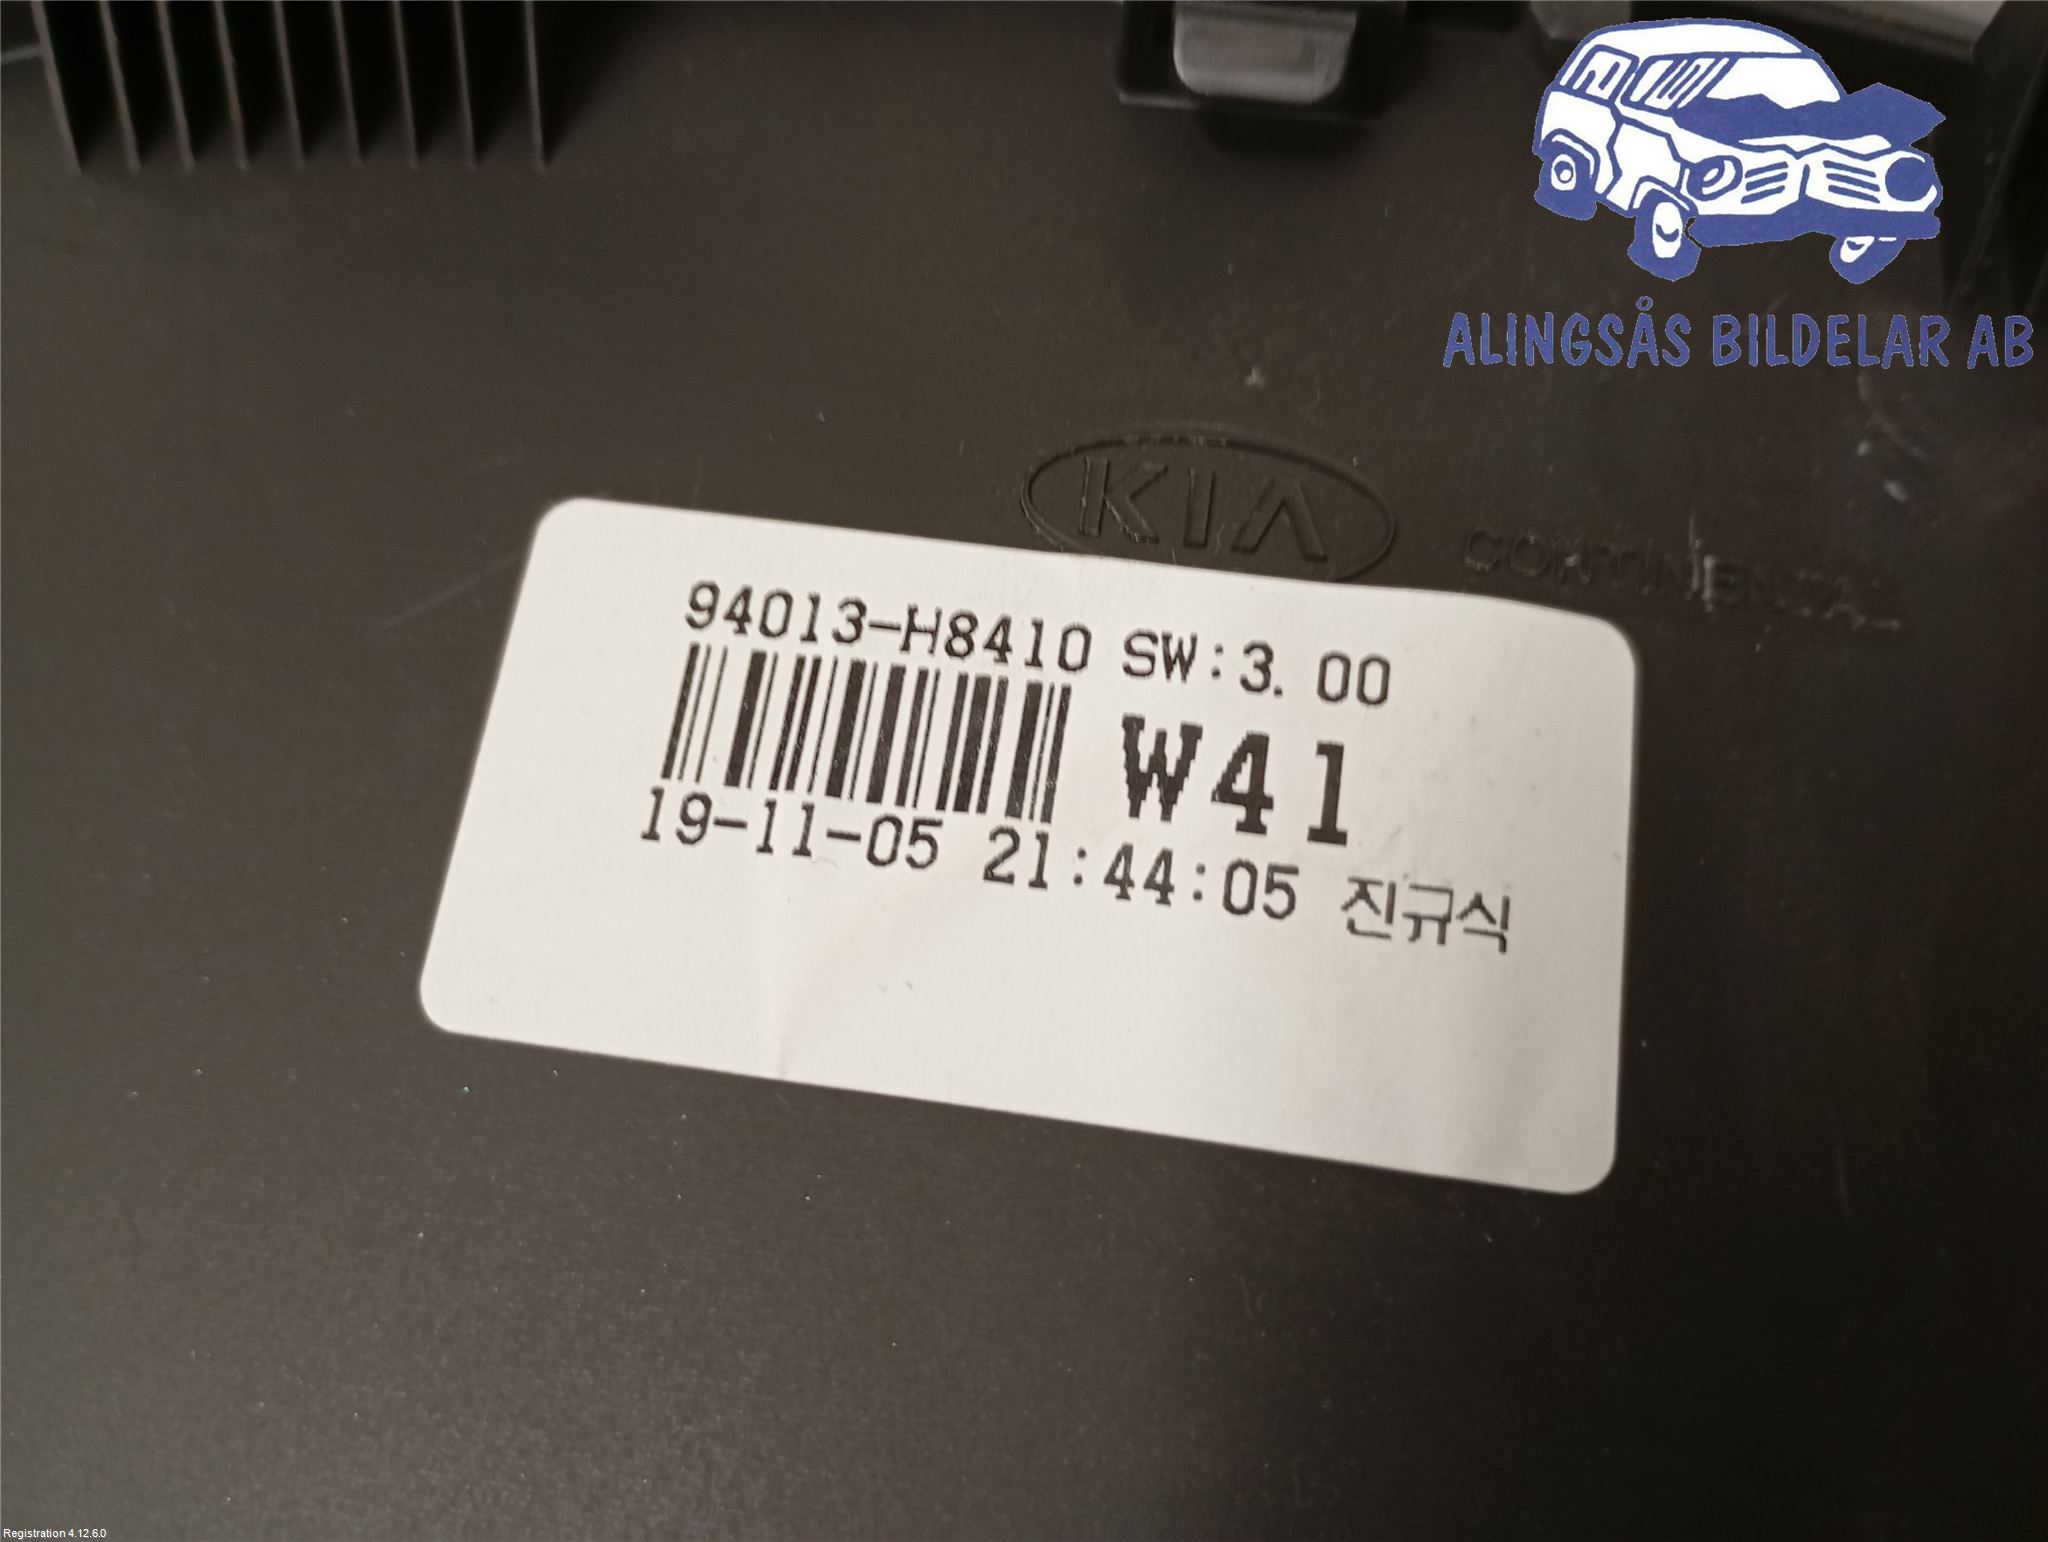 ALINGSÅS BILDELAR AB
KIA
CONTINENTAL
94013-H8410 SW:3.00
W41
19-11-05 21:44:05 진규식
Registration 4.12.6.0